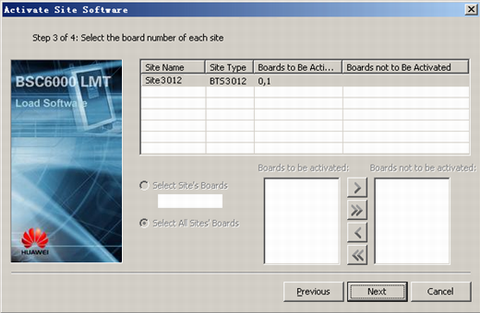 Activate Site Software
Step 3 of 4: Select the board number of each site
BSC6000 LMT
Load Software
HUAWEI
Site Name Site Type Boards to Be Acti... Boards not to Be Activated
Site3012 BTS3012 0,1
Boards to be activated: Boards not to be activated:
Select Site's Boards
Select All Sites' Boards
> 
>>
<
<<
Previous Next Cancel